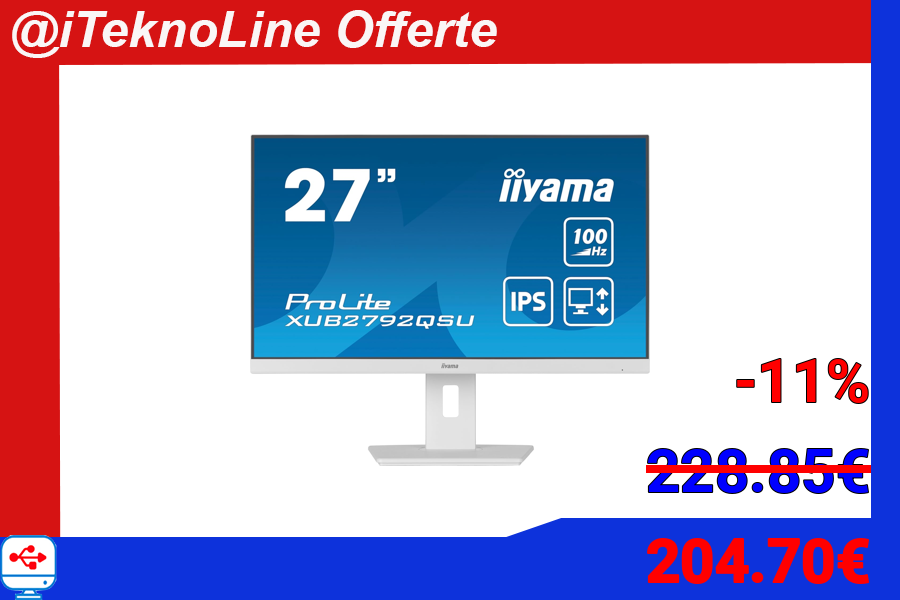 @iTeknoLine Offerte
27”
iiyama
100
Hz
IPS
ProLite
XUB2792QSU
iiyama
-11%
228.85€
204.70€